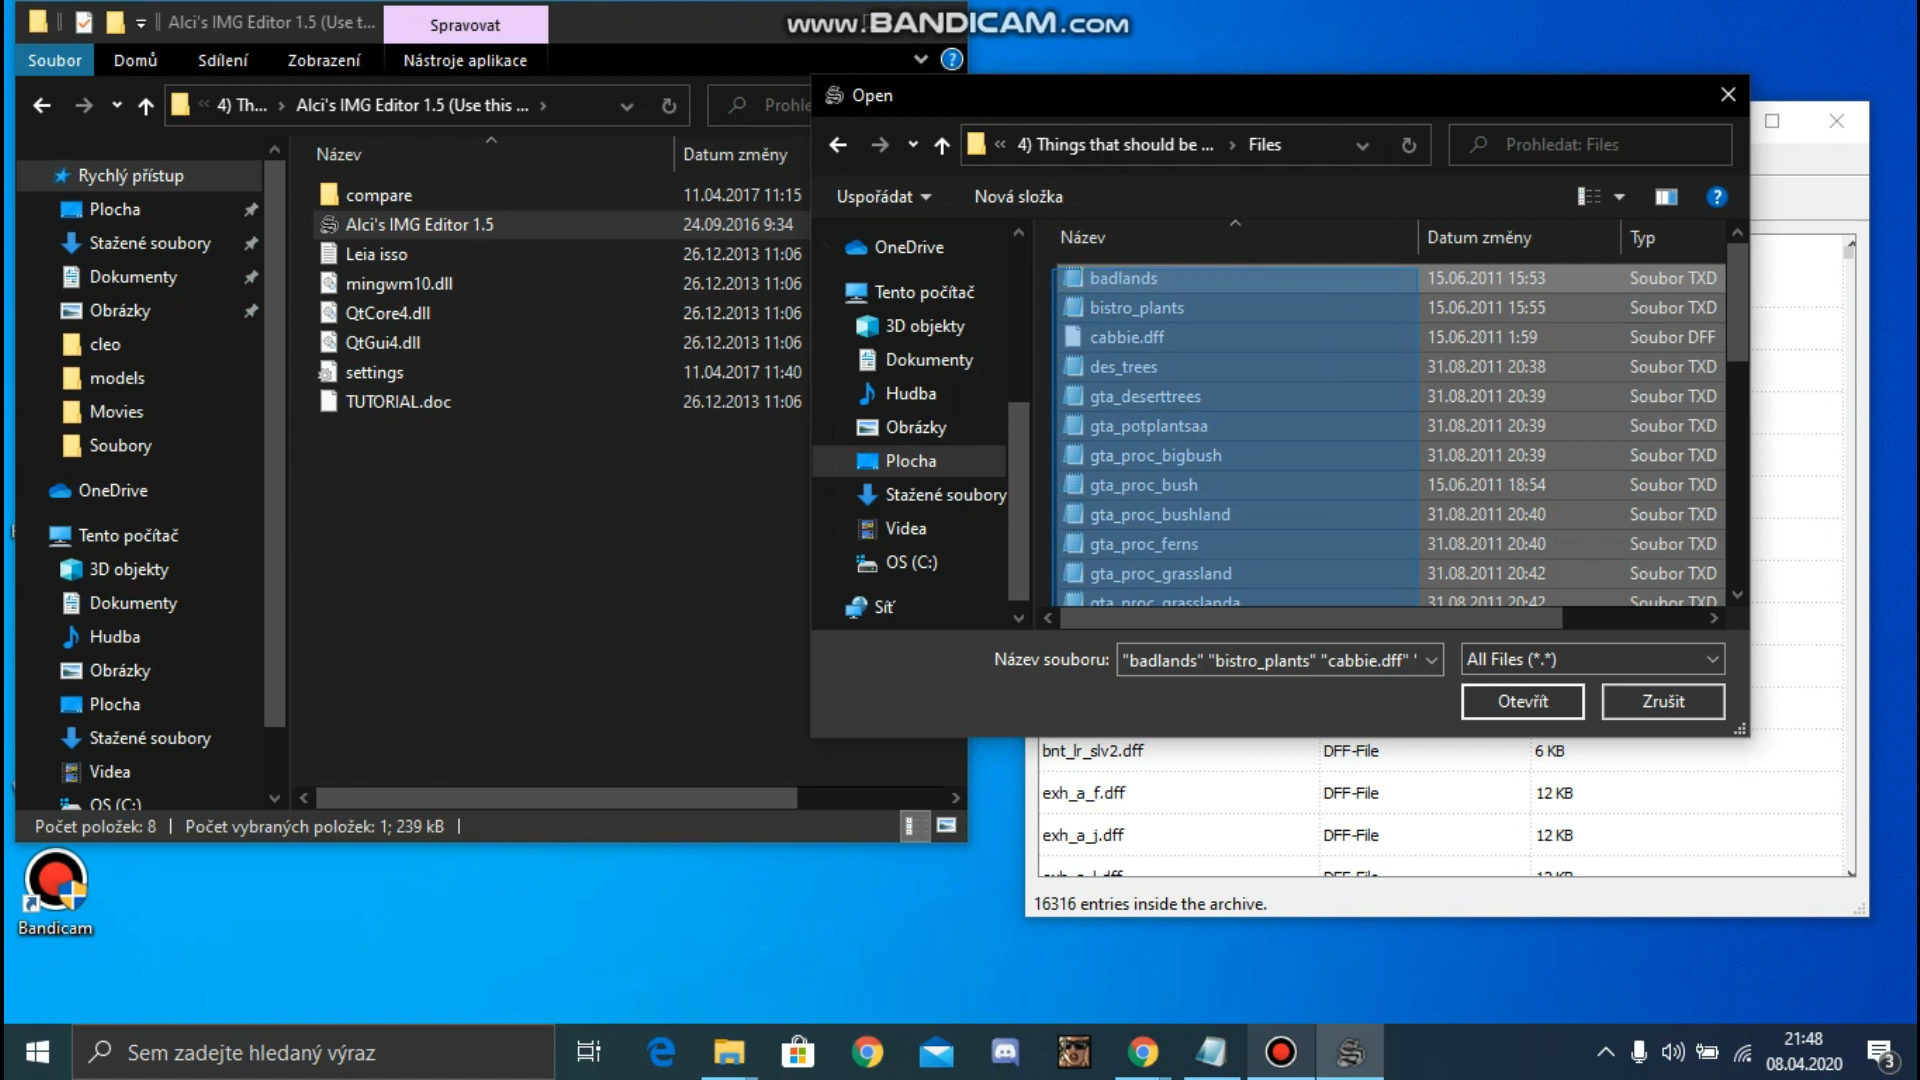 Alci's IMG Editor 1.5 (Use t...
Spravovat
www.BANDICAM.com
Soubor
Domů
Sdílení
Zobrazení
Nástroje aplikace
4) Th... Alci's IMG Editor 1.5 (Use this ...
Prohle
Název
Datum změny
Rychlý přístup
Plocha
Stažené soubory
Dokumenty
Obrázky
cleo
models
Movies
Soubory
OneDrive
Tento počítač
3D objekty
Dokumenty
Hudba
Obrázky
Plocha
Stažené soubory
Videa
OS (C:)
compare 11.04.2017 11:15
Alci's IMG Editor 1.5 24.09.2016 9:34
Leia isso 26.12.2013 11:06
mingwm10.dll 26.12.2013 11:06
QtCore4.dll 26.12.2013 11:06
QtGui4.dll 26.12.2013 11:06
settings 11.04.2017 11:40
TUTORIAL.doc 26.12.2013 11:06
Počet položek: 8 Počet vybraných položek: 1; 239 kB
Open
4) Things that should be ... Files
Prohledat: Files
Uspořádat
Nová složka
OneDrive
Tento počítač
3D objekty
Dokumenty
Hudba
Obrázky
Plocha
Stažené soubory
Videa
OS (C:)
Síť
Název Datum změny Typ
badlands 15.06.2011 15:53 Soubor TXD
bistro_plants 15.06.2011 15:55 Soubor TXD
cabbie.dff 15.06.2011 1:59 Soubor DFF
des_trees 31.08.2011 20:38 Soubor TXD
gta_deserttrees 31.08.2011 20:39 Soubor TXD
gta_potplantsaa 31.08.2011 20:39 Soubor TXD
gta_proc_bigbush 31.08.2011 20:39 Soubor TXD
gta_proc_bush 15.06.2011 18:54 Soubor TXD
gta_proc_bushland 31.08.2011 20:40 Soubor TXD
gta_proc_ferns 31.08.2011 20:40 Soubor TXD
gta_proc_grassland 31.08.2011 20:42 Soubor TXD
gta_proc_grasslanda 31.08.2011 20:42 Soubor TXD
Název souboru: "badlands" "bistro_plants" "cabbie.dff" '
All Files (*.*)
Otevřít
Zrušit
bnt_lr_slv2.dff DFF-File 6 KB
exh_a_f.dff DFF-File 12 KB
exh_a_j.dff DFF-File 12 KB
exh_a_l.dff DFF-File 12 KB
16316 entries inside the archive.
Bandicam
Sem zadejte hledaný výraz
21:48
08.04.2020
3